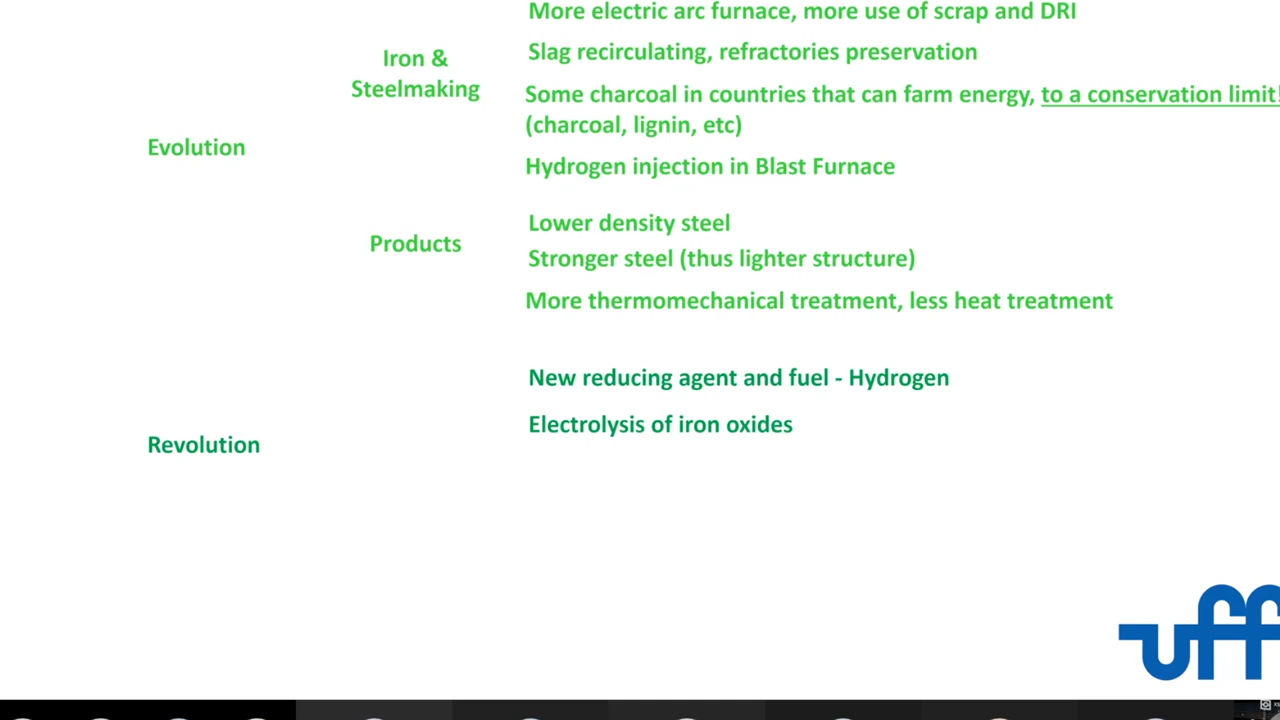 More electric arc furnace, more use of scrap and DRI
Iron &
Steelmaking
Slag recirculating, refractories preservation
Some charcoal in countries that can farm energy, to a conservation limit!
(charcoal, lignin, etc)
Evolution
Hydrogen injection in Blast Furnace
Lower density steel
Products
Stronger steel (thus lighter structure)
More thermomechanical treatment, less heat treatment
New reducing agent and fuel - Hydrogen
Electrolysis of iron oxides
Revolution
uff